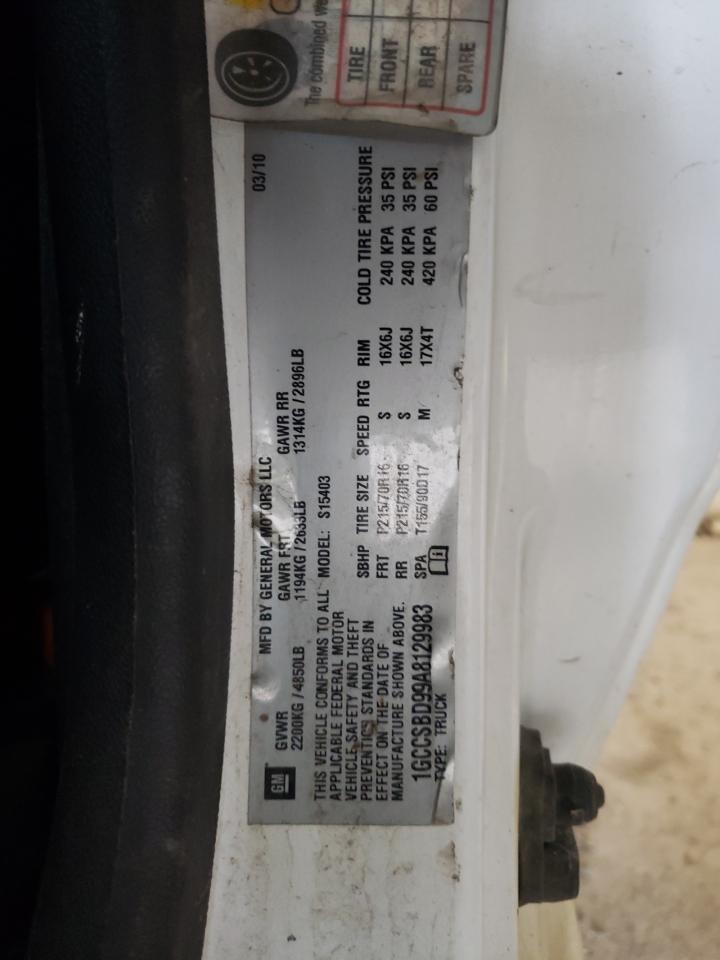 The combined we
TIRE
FRONT
REAR
SPARE
GM
MFD BY GENERAL MOTORS LLC 03/10
GVWR GAWR FRT GAWR RR
2200KG / 4850LB 1194KG / 2633LB 1314KG / 2896LB
THIS VEHICLE CONFORMS TO ALL
APPLICABLE FEDERAL MOTOR
VEHICLE SAFETY AND THEFT
PREVENTION STANDARDS IN
EFFECT ON THE DATE OF
MANUFACTURE SHOWN ABOVE.
1GCCSBD99A8129983
TYPE: TRUCK
MODEL: S15403
SBHP TIRE SIZE SPEED RTG RIM COLD TIRE PRESSURE
FRT P215/70R16 S 16X6J 240 KPA 35 PSI
RR P215/70R16 S 16X6J 240 KPA 35 PSI
SPA T155/90D17 M 17X4T 420 KPA 60 PSI